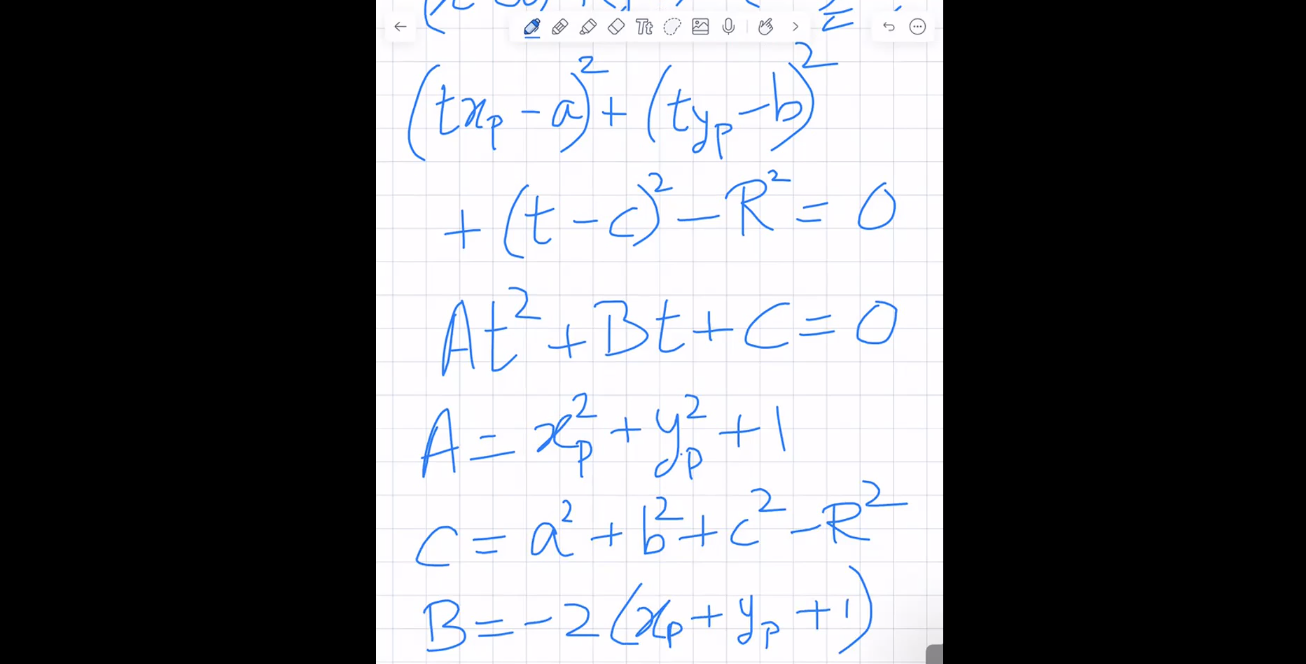 (tx_p - a)^2 + (ty_p - b)^2
+ (t - c)^2 - R^2 = 0
At^2 + Bt + C = 0
A = x_p^2 + y_p^2 + 1
C = a^2 + b^2 + c^2 - R^2
B = -2(x_p + y_p + 1)